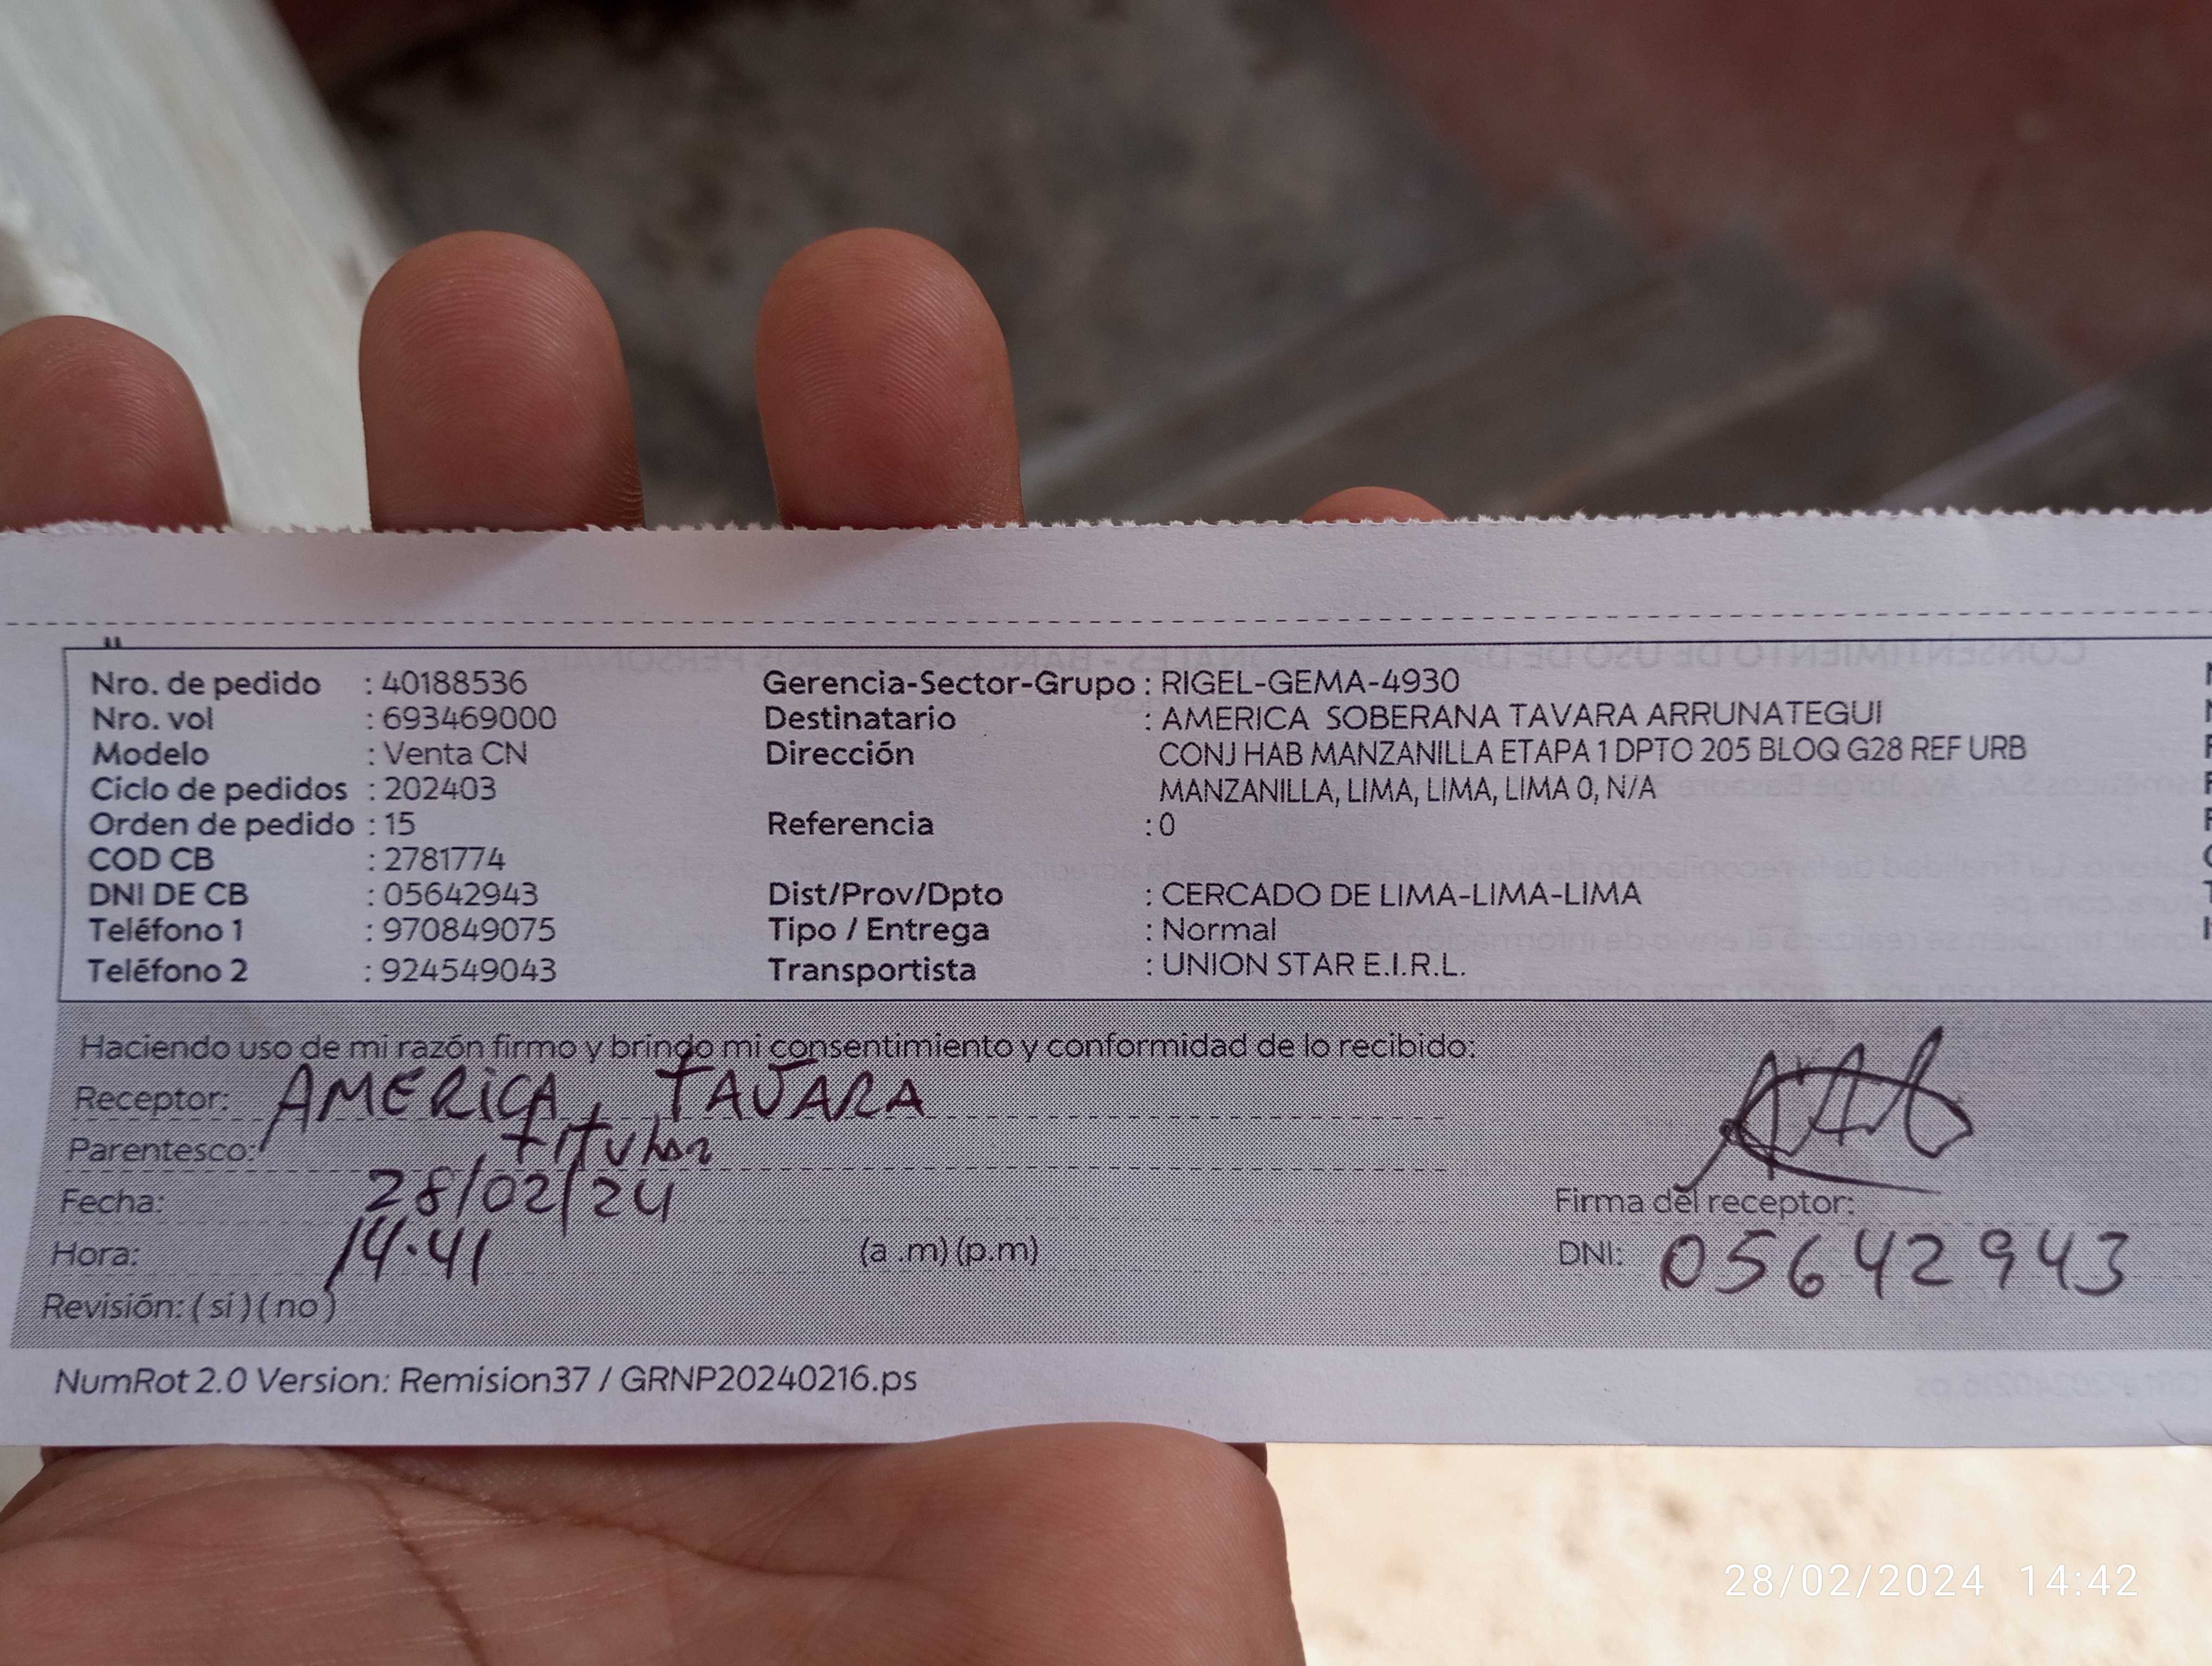 Nro. de pedido : 40188536 Gerencia-Sector-Grupo : RIGEL-GEMA-4930
Nro. vol : 693469000 Destinatario : AMERICA SOBERANA TAVARA ARRUNATEGUI
Modelo : Venta CN Dirección CONJ HAB MANZANILLA ETAPA 1 DPTO 205 BLOQ G28 REF URB
Ciclo de pedidos : 202403 MANZANILLA, LIMA, LIMA, LIMA 0, N/A
Orden de pedido : 15 Referencia : 0
COD CB : 2781774
DNI DE CB : 05642943 Dist/Prov/Dpto : CERCADO DE LIMA-LIMA-LIMA
Teléfono 1 : 970849075 Tipo / Entrega : Normal
Teléfono 2 : 924549043 Transportista : UNION STAR E.I.R.L.
Haciendo uso de mi razón firmo y brindo mi consentimiento y conformidad de lo recibido:
Receptor: AMERICA TAVARA
Parentesco: titular
Fecha: 28/02/24 Firma del receptor:
Hora: 14.41 (a .m) (p.m) DNI: 05642943
Revisión: ( si ) ( no )
NumRot 2.0 Version: Remision37 / GRNP20240216.ps
28/02/2024 14:42